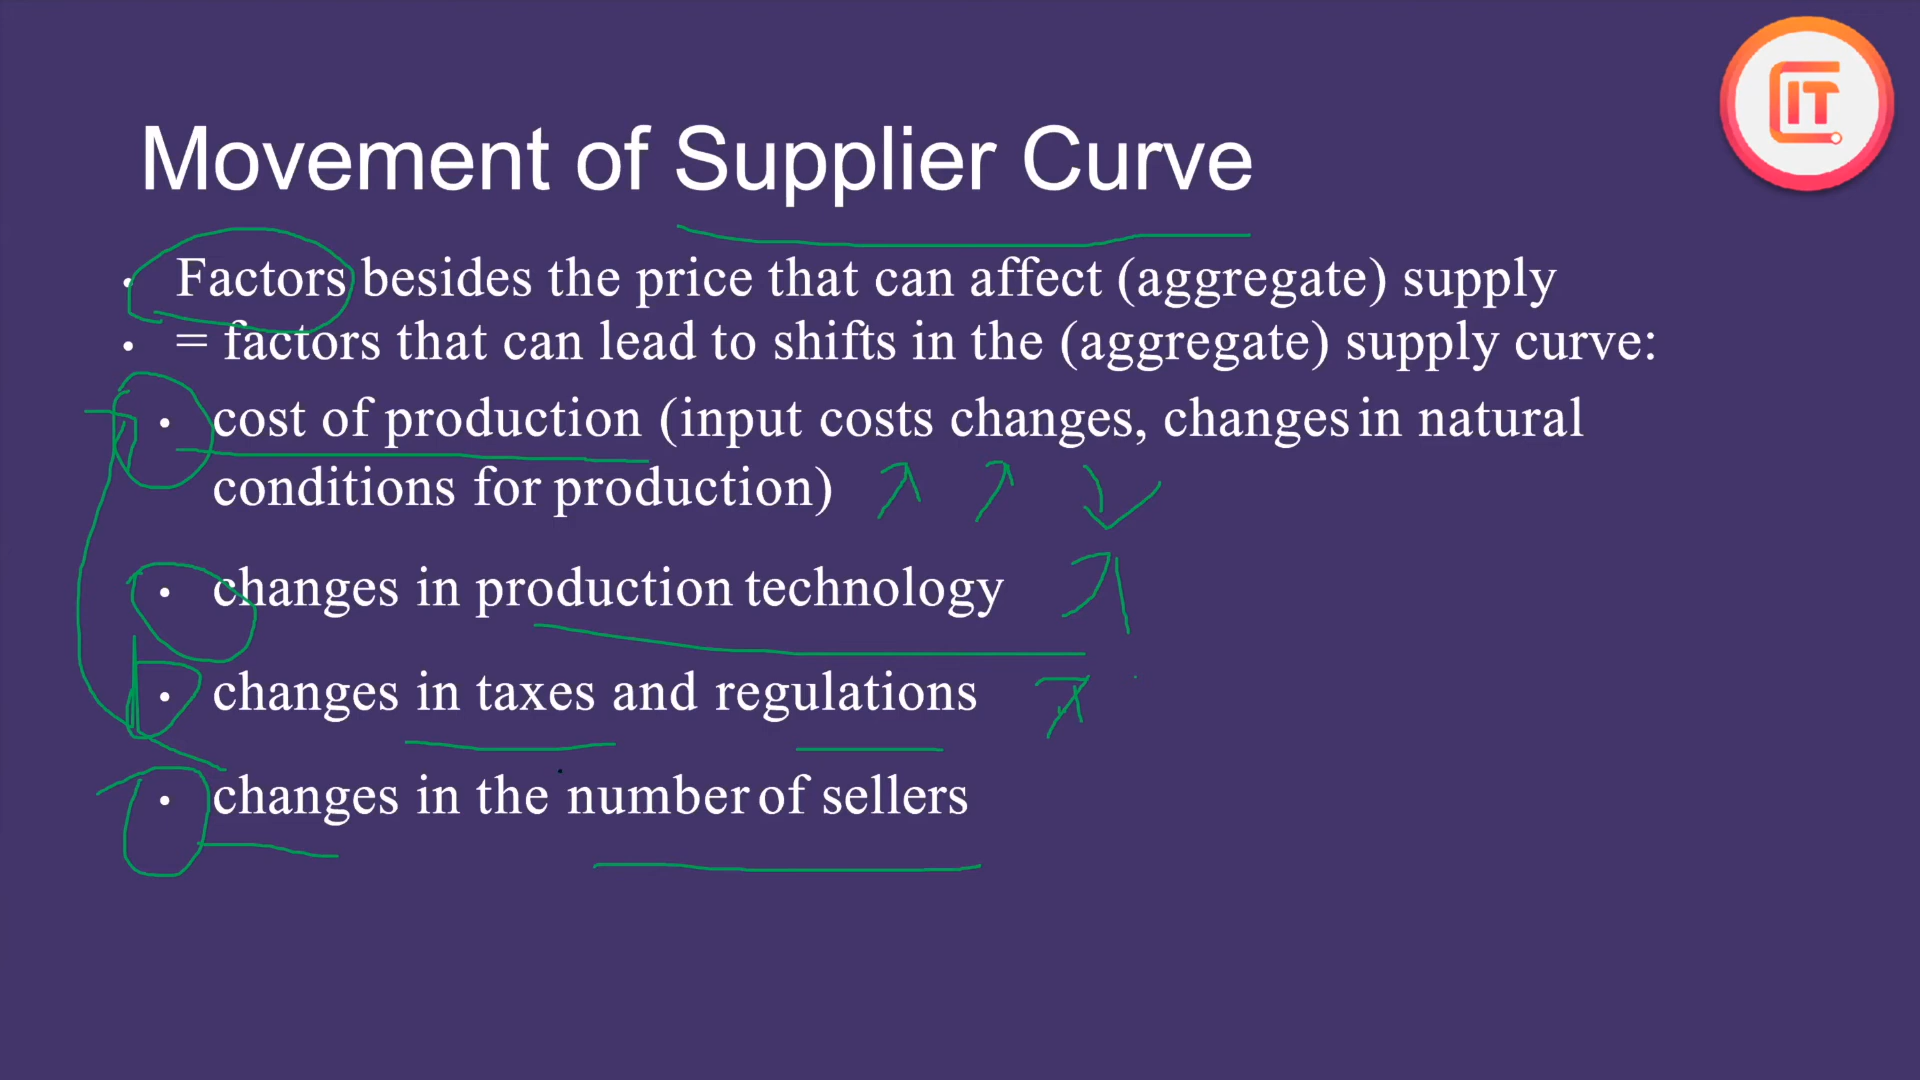 IT
Movement of Supplier Curve
• Factors besides the price that can affect (aggregate) supply
• = factors that can lead to shifts in the (aggregate) supply curve:
• cost of production (input costs changes, changes in natural
conditions for production)
• changes in production technology
• changes in taxes and regulations
• changes in the number of sellers